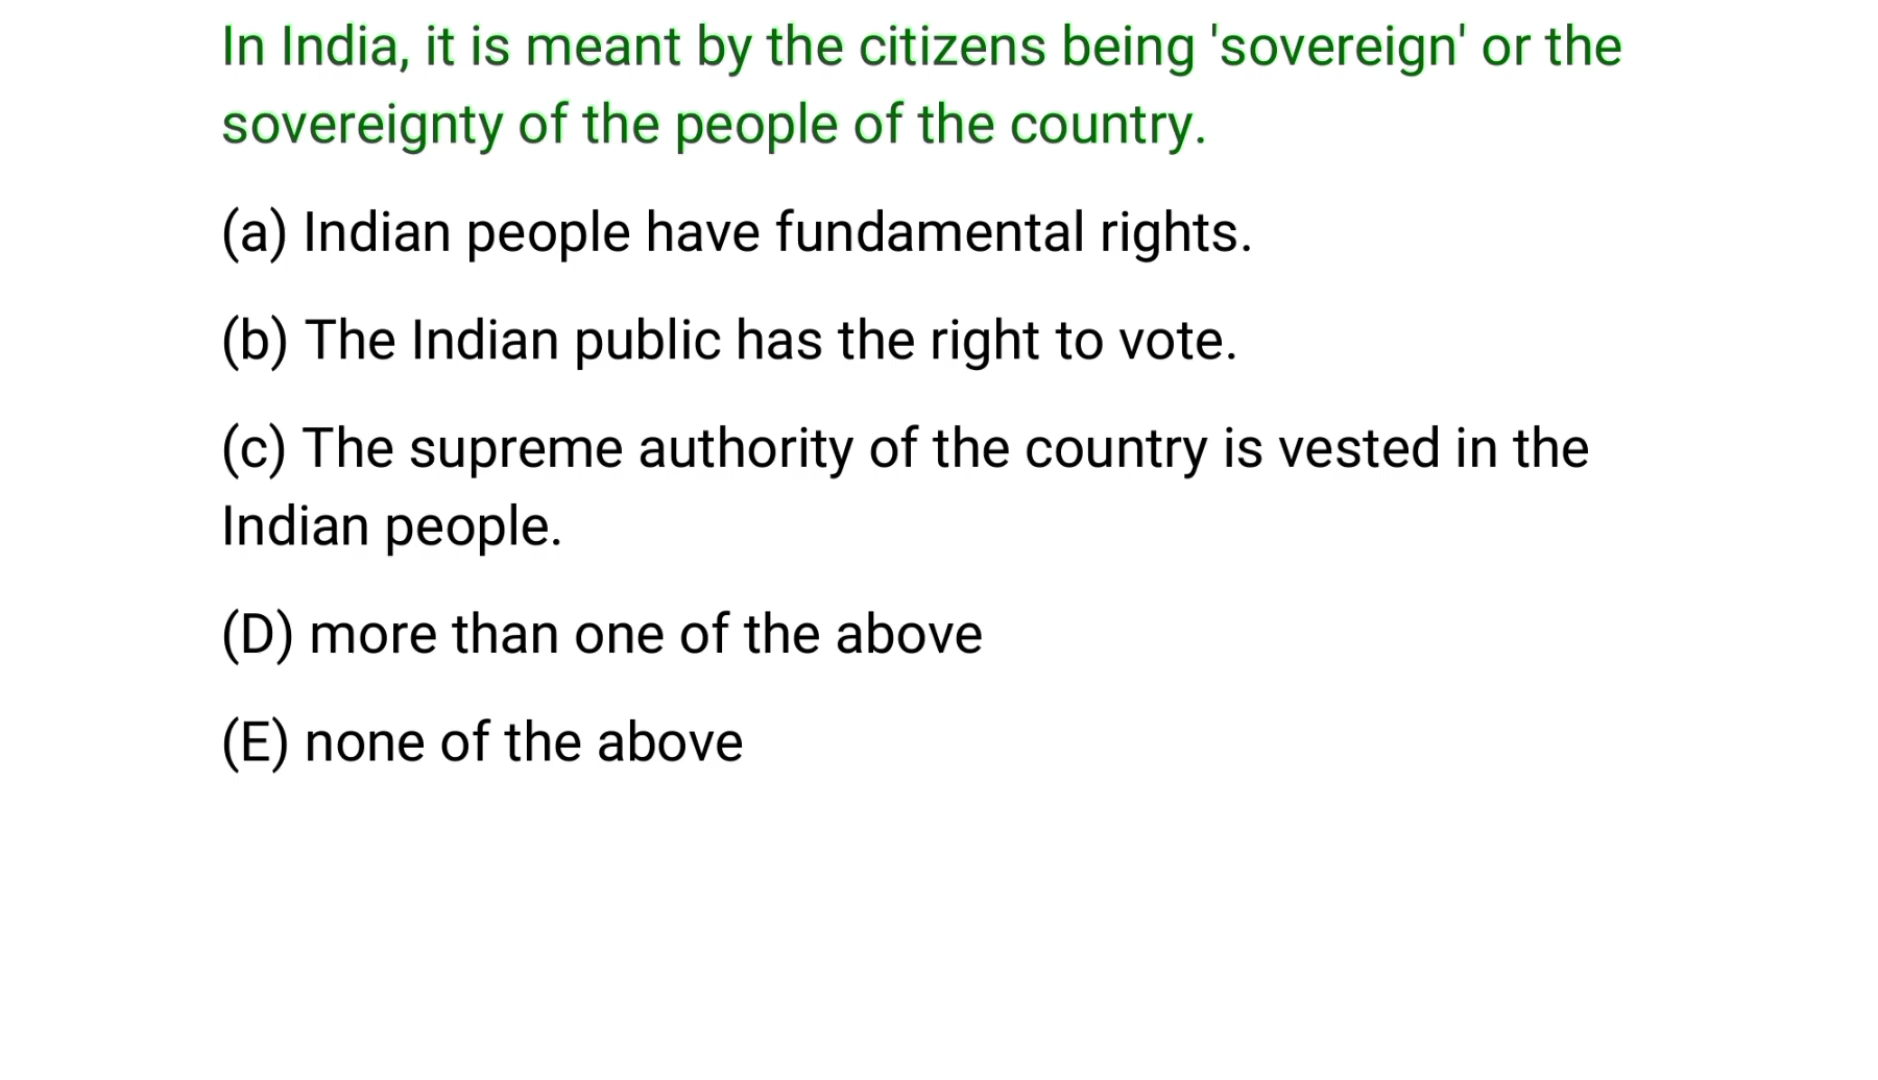 In India, it is meant by the citizens being 'sovereign' or the
sovereignty of the people of the country.
(a) Indian people have fundamental rights.
(b) The Indian public has the right to vote.
(c) The supreme authority of the country is vested in the
Indian people.
(D) more than one of the above
(E) none of the above